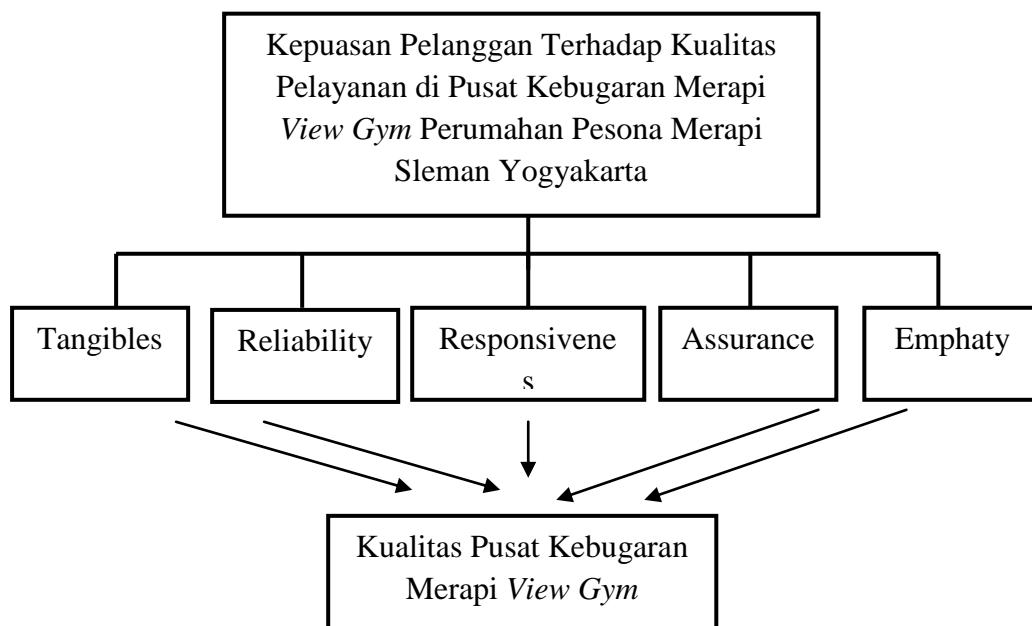 Kepuasan Pelanggan Terhadap Kualitas
Pelayanan di Pusat Kebugaran Merapi
View Gym Perumahan Pesona Merapi
Sleman Yogyakarta
Tangibles
Reliability
Responsivene
s
Assurance
Emphaty
Kualitas Pusat Kebugaran
Merapi View Gym